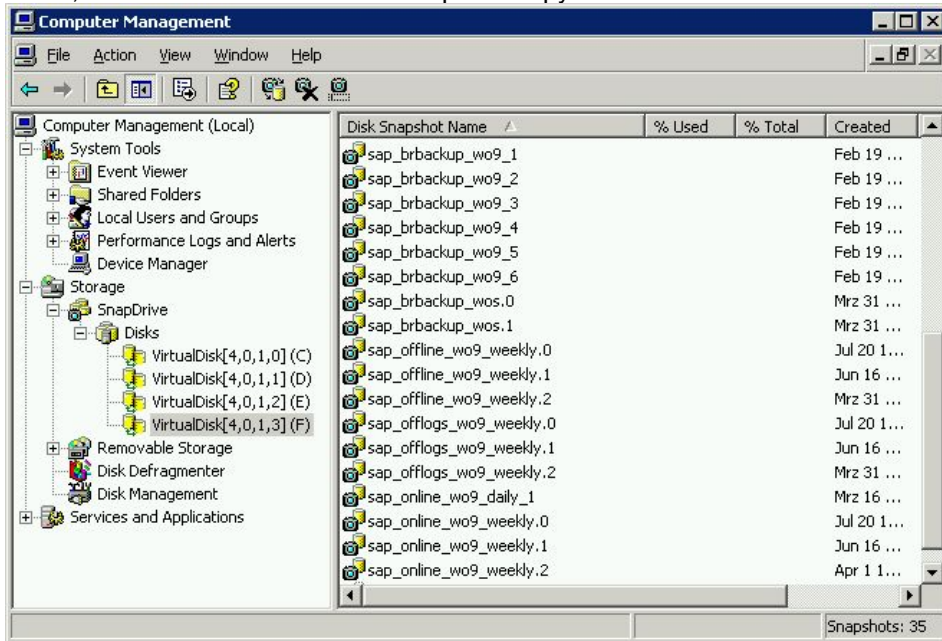 Computer Management
File Action View Window Help
Computer Management (Local)
System Tools
Event Viewer
Shared Folders
Local Users and Groups
Performance Logs and Alerts
Device Manager
Storage
SnapDrive
Disks
VirtualDisk[4,0,1,0] (C)
VirtualDisk[4,0,1,1] (D)
VirtualDisk[4,0,1,2] (E)
VirtualDisk[4,0,1,3] (F)
Removable Storage
Disk Defragmenter
Disk Management
Services and Applications
Disk Snapshot Name % Used % Total Created
sap_brbackup_wo9_1 Feb 19 ...
sap_brbackup_wo9_2 Feb 19 ...
sap_brbackup_wo9_3 Feb 19 ...
sap_brbackup_wo9_4 Feb 19 ...
sap_brbackup_wo9_5 Feb 19 ...
sap_brbackup_wo9_6 Feb 19 ...
sap_brbackup_wos.0 Mrz 31 ...
sap_brbackup_wos.1 Mrz 31 ...
sap_offline_wo9_weekly.0 Jul 20 1...
sap_offline_wo9_weekly.1 Jun 16 ...
sap_offline_wo9_weekly.2 Mrz 31 ...
sap_offlogs_wo9_weekly.0 Jul 20 1...
sap_offlogs_wo9_weekly.1 Jun 16 ...
sap_offlogs_wo9_weekly.2 Mrz 31 ...
sap_online_wo9_daily_1 Mrz 16 ...
sap_online_wo9_weekly.0 Jul 20 1...
sap_online_wo9_weekly.1 Jun 16 ...
sap_online_wo9_weekly.2 Apr 1 1...
Snapshots: 35